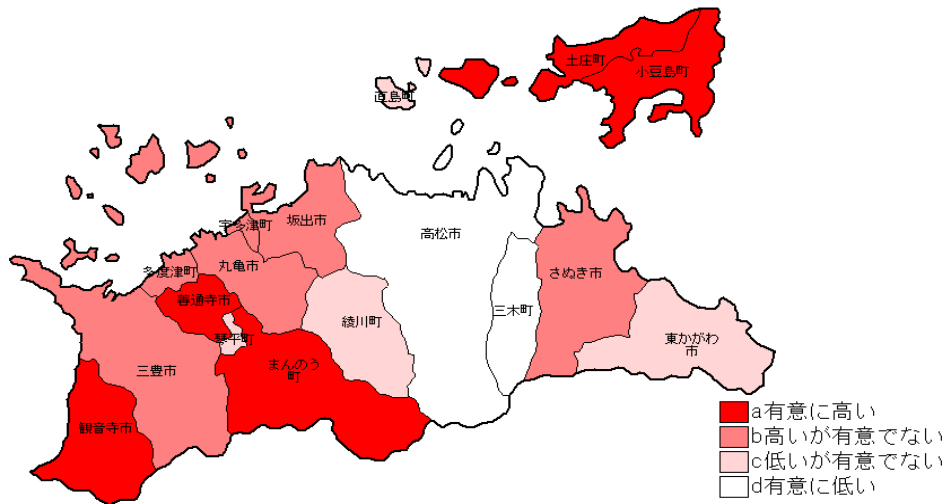 土庄町
小豆島町
直島町
宇多津町
坂出市
高松市
多度津町
丸亀市
さぬき市
善通寺市
三木町
綾川町
琴平町
東かがわ
市
まんのう
町
三豊市
観音寺市
a有意に高い
b高いが有意でない
c低いが有意でない
d有意に低い